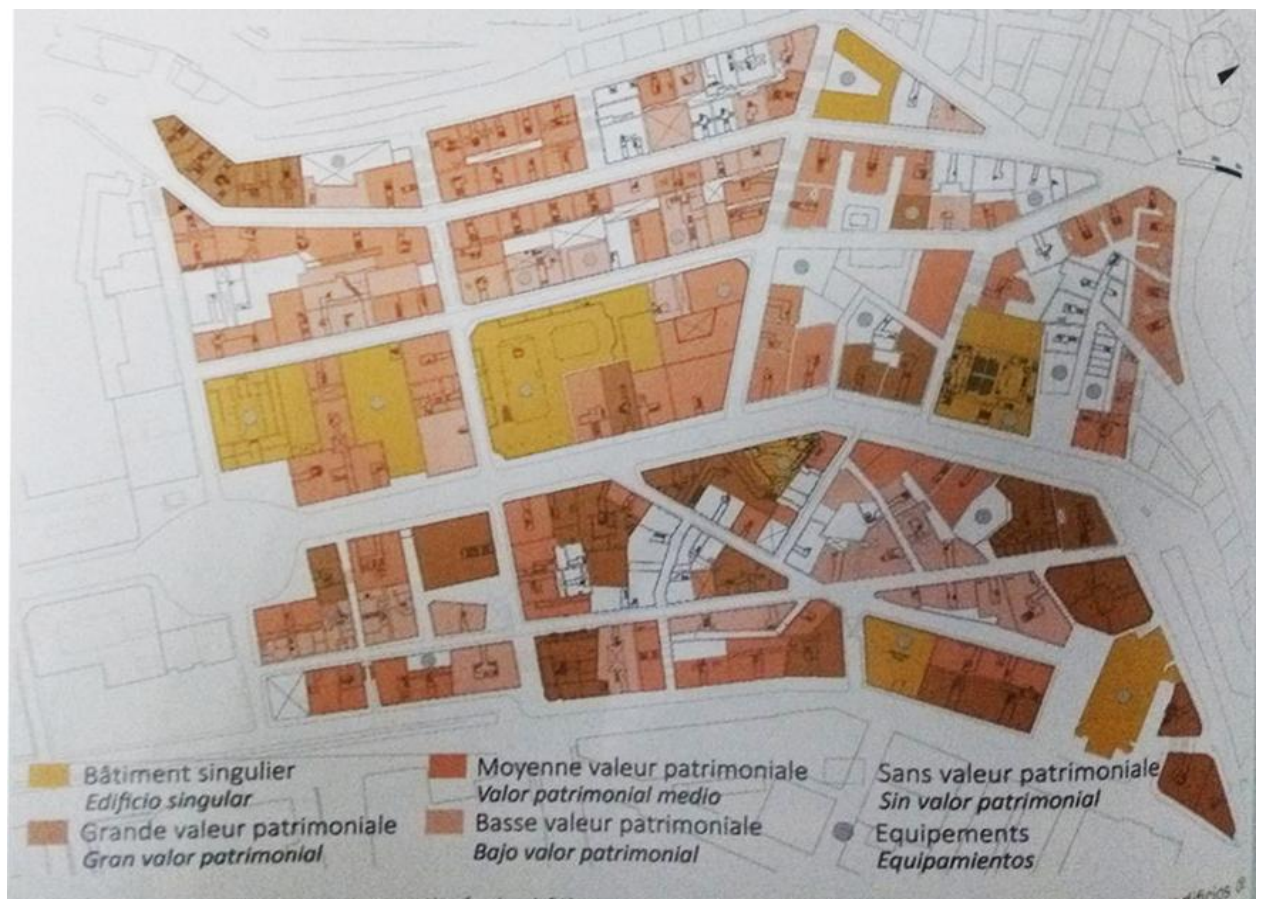 Bâtiment singulier
Edificio singular
Grande valeur patrimoniale
Gran valor patrimonial
Moyenne valeur patrimoniale
Valor patrimonial medio
Basse valeur patrimoniale
Bajo valor patrimonial
Sans valeur patrimoniale
Sin valor patrimonial
Equipements
Equipamientos